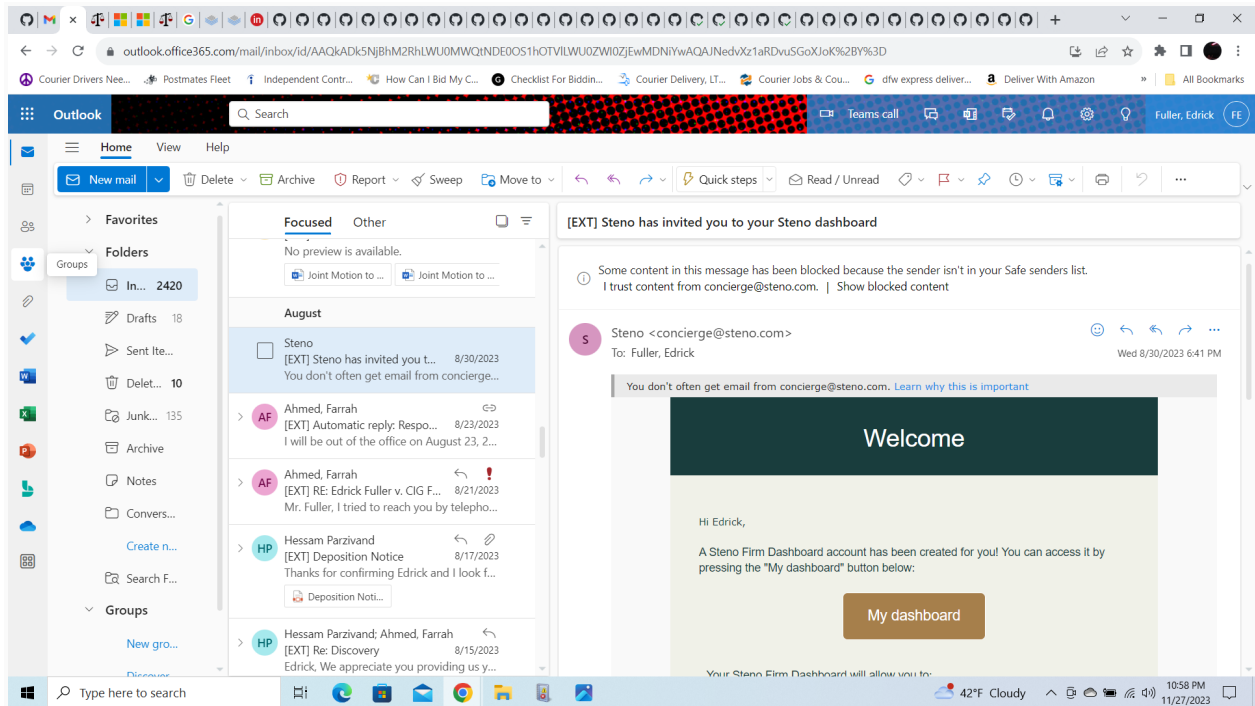 outlook.office365.com/mail/inbox/id/AAQkADk5NjBhM2RhLWU0MWQtNDE0OS1hOTVlLWU0ZWI0ZjEwMDNiYwAQAJNedvXz1aRDvuSGoXJoK%2BY%3D
Courier Drivers Nee... Postmates Fleet Independent Contr... How Can I Bid My C... Checklist For Biddin... Courier Delivery, LT... Courier Jobs & Cou... dfw express deliver... Deliver With Amazon » All Bookmarks
Outlook Search Teams call Fuller, Edrick FE
Home View Help
New mail Delete Archive Report Sweep Move to Quick steps Read / Unread ...
Favorites
Folders
Groups
In... 2420
Drafts 18
Sent Ite...
Delet... 10
Junk... 135
Archive
Notes
Convers...
Create n...
Search F...
Groups
New gro...
Discover
Focused Other
No preview is available.
Joint Motion to ... Joint Motion to ...
August
Steno
[EXT] Steno has invited you t... 8/30/2023
You don't often get email from concierge...
AF
Ahmed, Farrah
[EXT] Automatic reply: Respo... 8/23/2023
I will be out of the office on August 23, 2...
AF
Ahmed, Farrah
[EXT] RE: Edrick Fuller v. CIG F... 8/21/2023
Mr. Fuller, I tried to reach you by telepho...
HP
Hessam Parzivand
[EXT] Deposition Notice 8/17/2023
Thanks for confirming Edrick and I look f...
Deposition Noti...
HP
Hessam Parzivand; Ahmed, Farrah
[EXT] Re: Discovery 8/15/2023
Edrick, We appreciate you providing us y...
[EXT] Steno has invited you to your Steno dashboard
Some content in this message has been blocked because the sender isn't in your Safe senders list.
I trust content from concierge@steno.com. | Show blocked content
S
Steno <concierge@steno.com>
To: Fuller, Edrick
Wed 8/30/2023 6:41 PM
You don't often get email from concierge@steno.com. Learn why this is important
Welcome
Hi Edrick,
A Steno Firm Dashboard account has been created for you! You can access it by
pressing the "My dashboard" button below:
My dashboard
Your Steno Firm Dashboard will allow you to:
Type here to search
42°F Cloudy
10:58 PM
11/27/2023